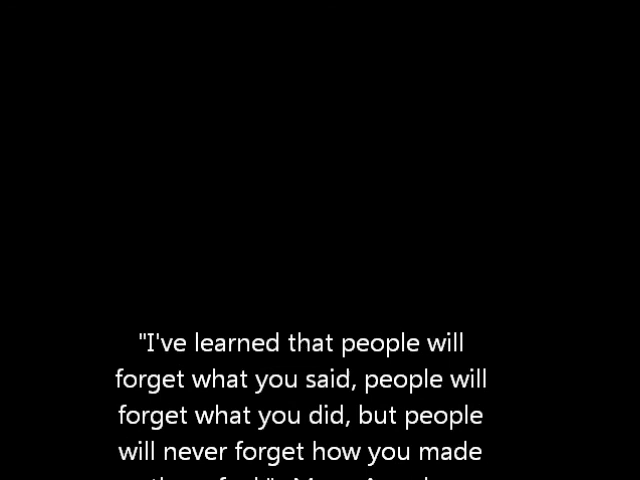 "I've learned that people will
forget what you said, people will
forget what you did, but people
will never forget how you made